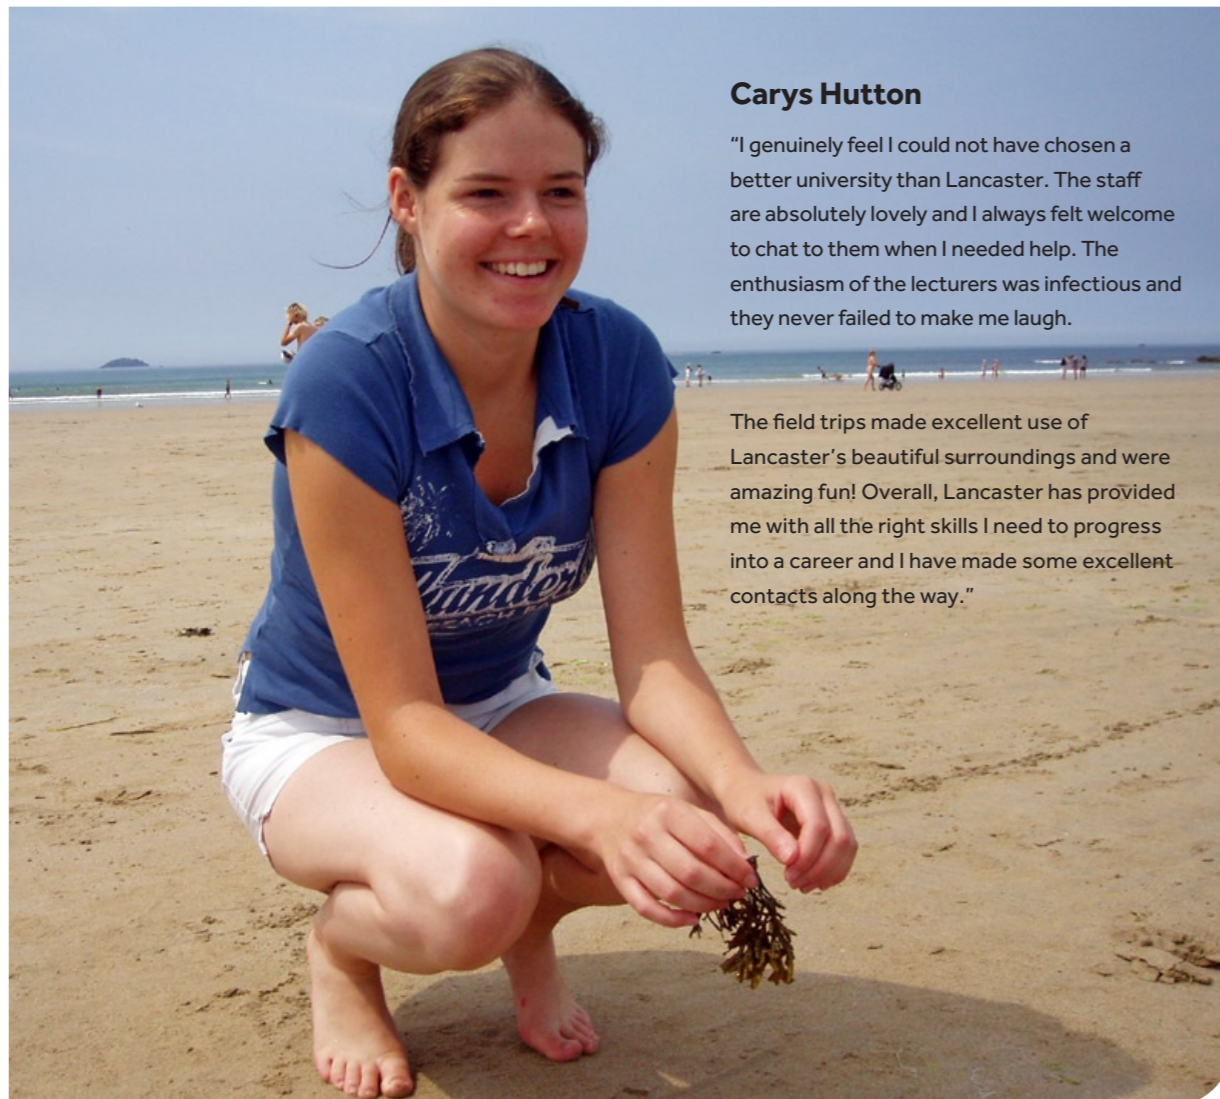 Carys Hutton
“I genuinely feel I could not have chosen a
better university than Lancaster. The staff
are absolutely lovely and I always felt welcome
to chat to them when I needed help. The
enthusiasm of the lecturers was infectious and
they never failed to make me laugh.
The field trips made excellent use of
Lancaster’s beautiful surroundings and were
amazing fun! Overall, Lancaster has provided
me with all the right skills I need to progress
into a career and I have made some excellent
contacts along the way.”